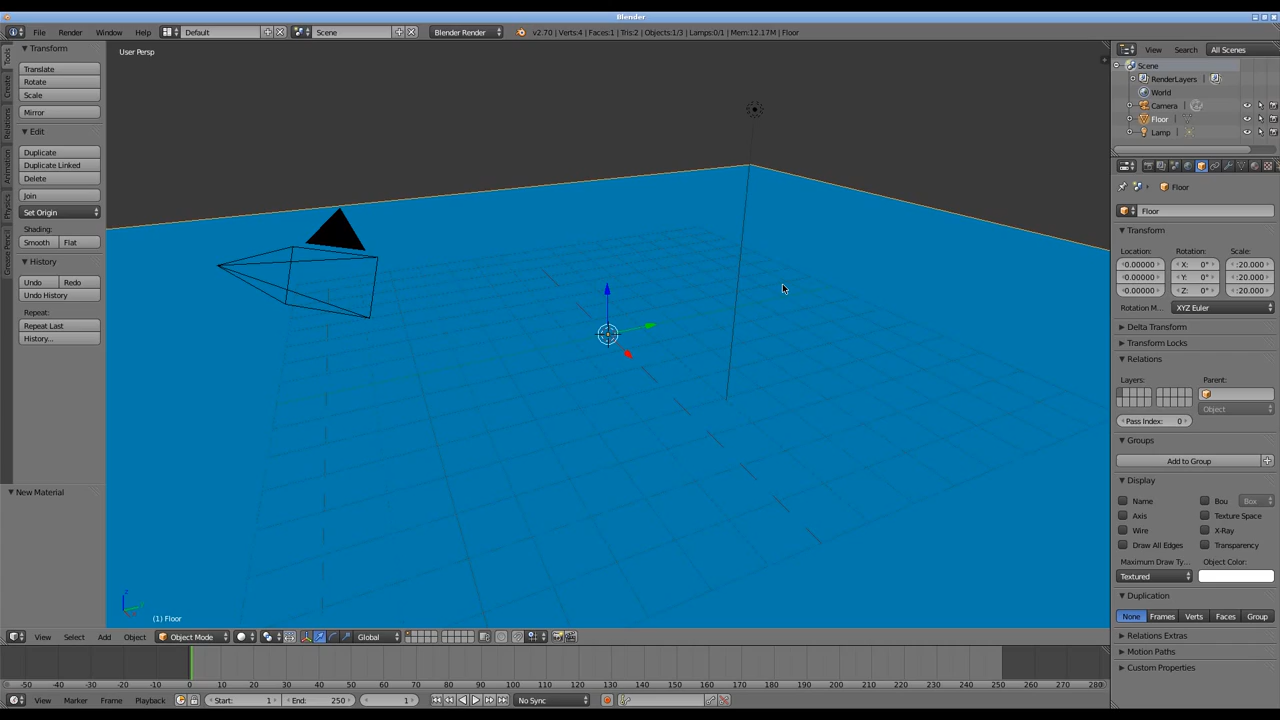 Blender
File Render Window Help Default Scene Blender Render v2.70 | Verts:4 | Faces:1 | Tris:2 | Objects:1/3 | Lamps:0/1 | Mem:12.17M | Floor
Tools
Create
Relations
Animation
Physics
Grease Pencil
Transform
Translate
Rotate
Scale
Mirror
Edit
Duplicate
Duplicate Linked
Delete
Join
Set Origin
Shading:
Smooth Flat
History
Undo Redo
Undo History
Repeat:
Repeat Last
History...
New Material
User Persp
(1) Floor
View Select Add Object Object Mode Global
-50 -40 -30 -20 -10 0 10 20 30 40 50 60 70 80 90 100 110 120 130 140 150 160 170 180 190 200 210 220 230 240 250 260 270 280
View Marker Frame Playback Start: 1 End: 250 1 No Sync
View Search All Scenes
Scene
RenderLayers
World
Camera
Floor
Lamp
Floor
Floor
Transform
Location: Rotation: Scale:
0.00000 X: 0° :20.000
0.00000 Y: 0° :20.000
0.00000 Z: 0° :20.000
Rotation M... XYZ Euler
Delta Transform
Transform Locks
Relations
Layers: Parent:
Object
Pass Index: 0
Groups
Add to Group
Display
Name Bou Box
Axis Texture Space
Wire X-Ray
Draw All Edges Transparency
Maximum Draw Ty... Object Color:
Textured
Duplication
None Frames Verts Faces Group
Relations Extras
Motion Paths
Custom Properties